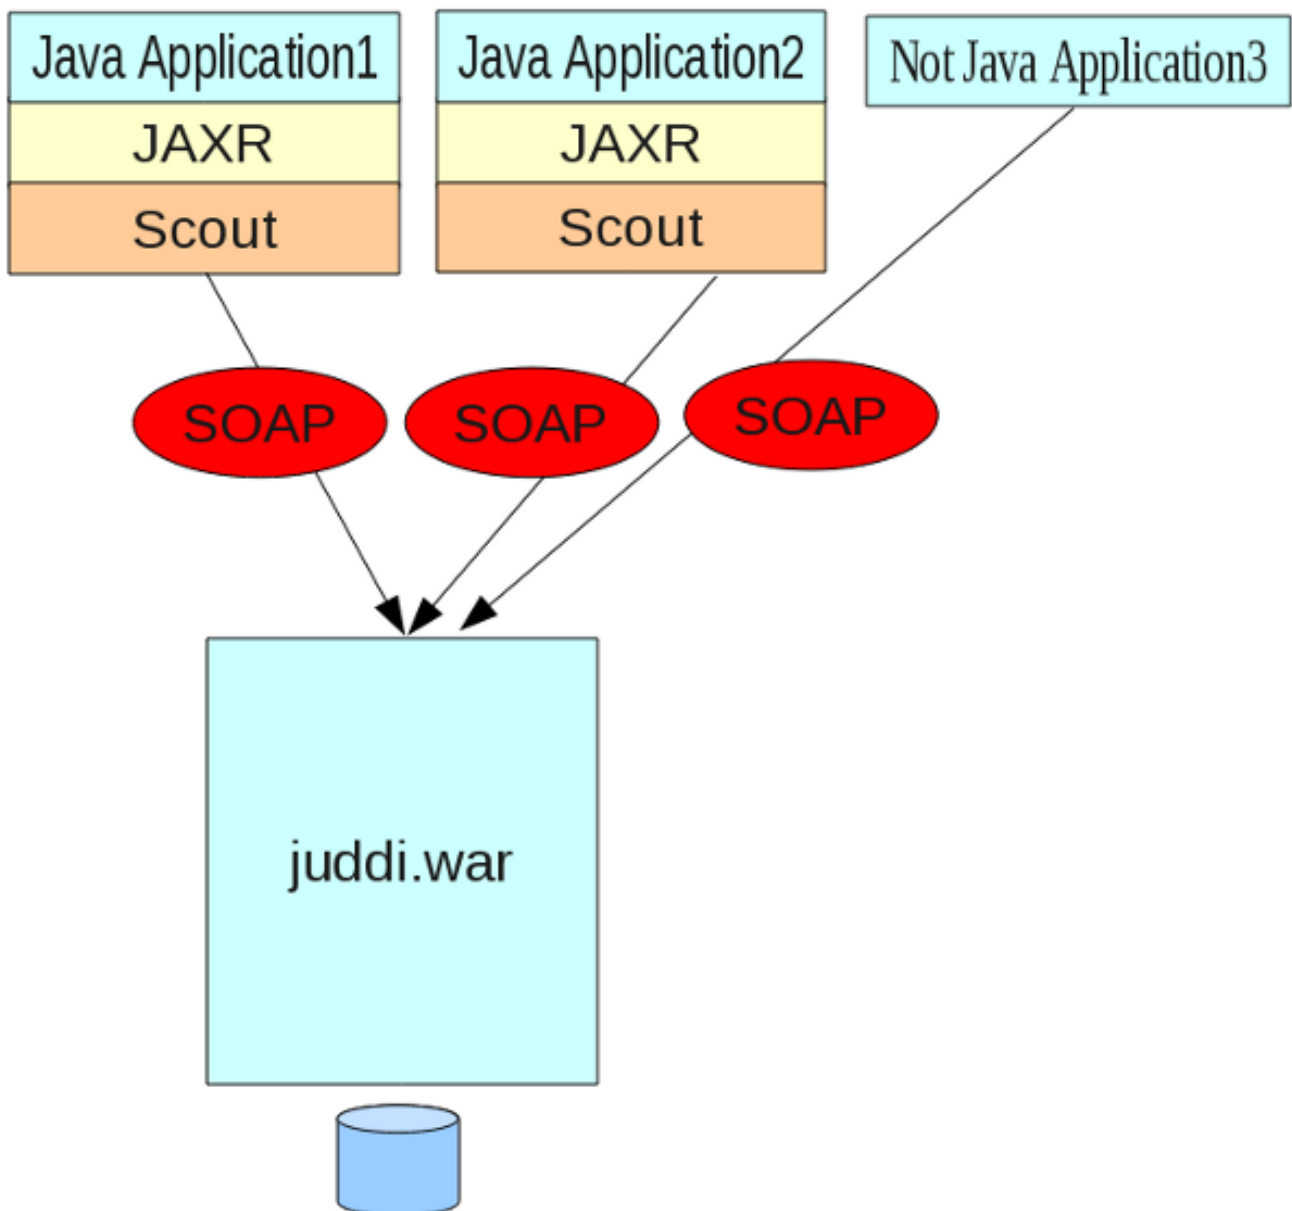 Java Application1
JAXR
Scout
Java Application2
JAXR
Scout
Not Java Application3
SOAP
SOAP
SOAP
juddi.war